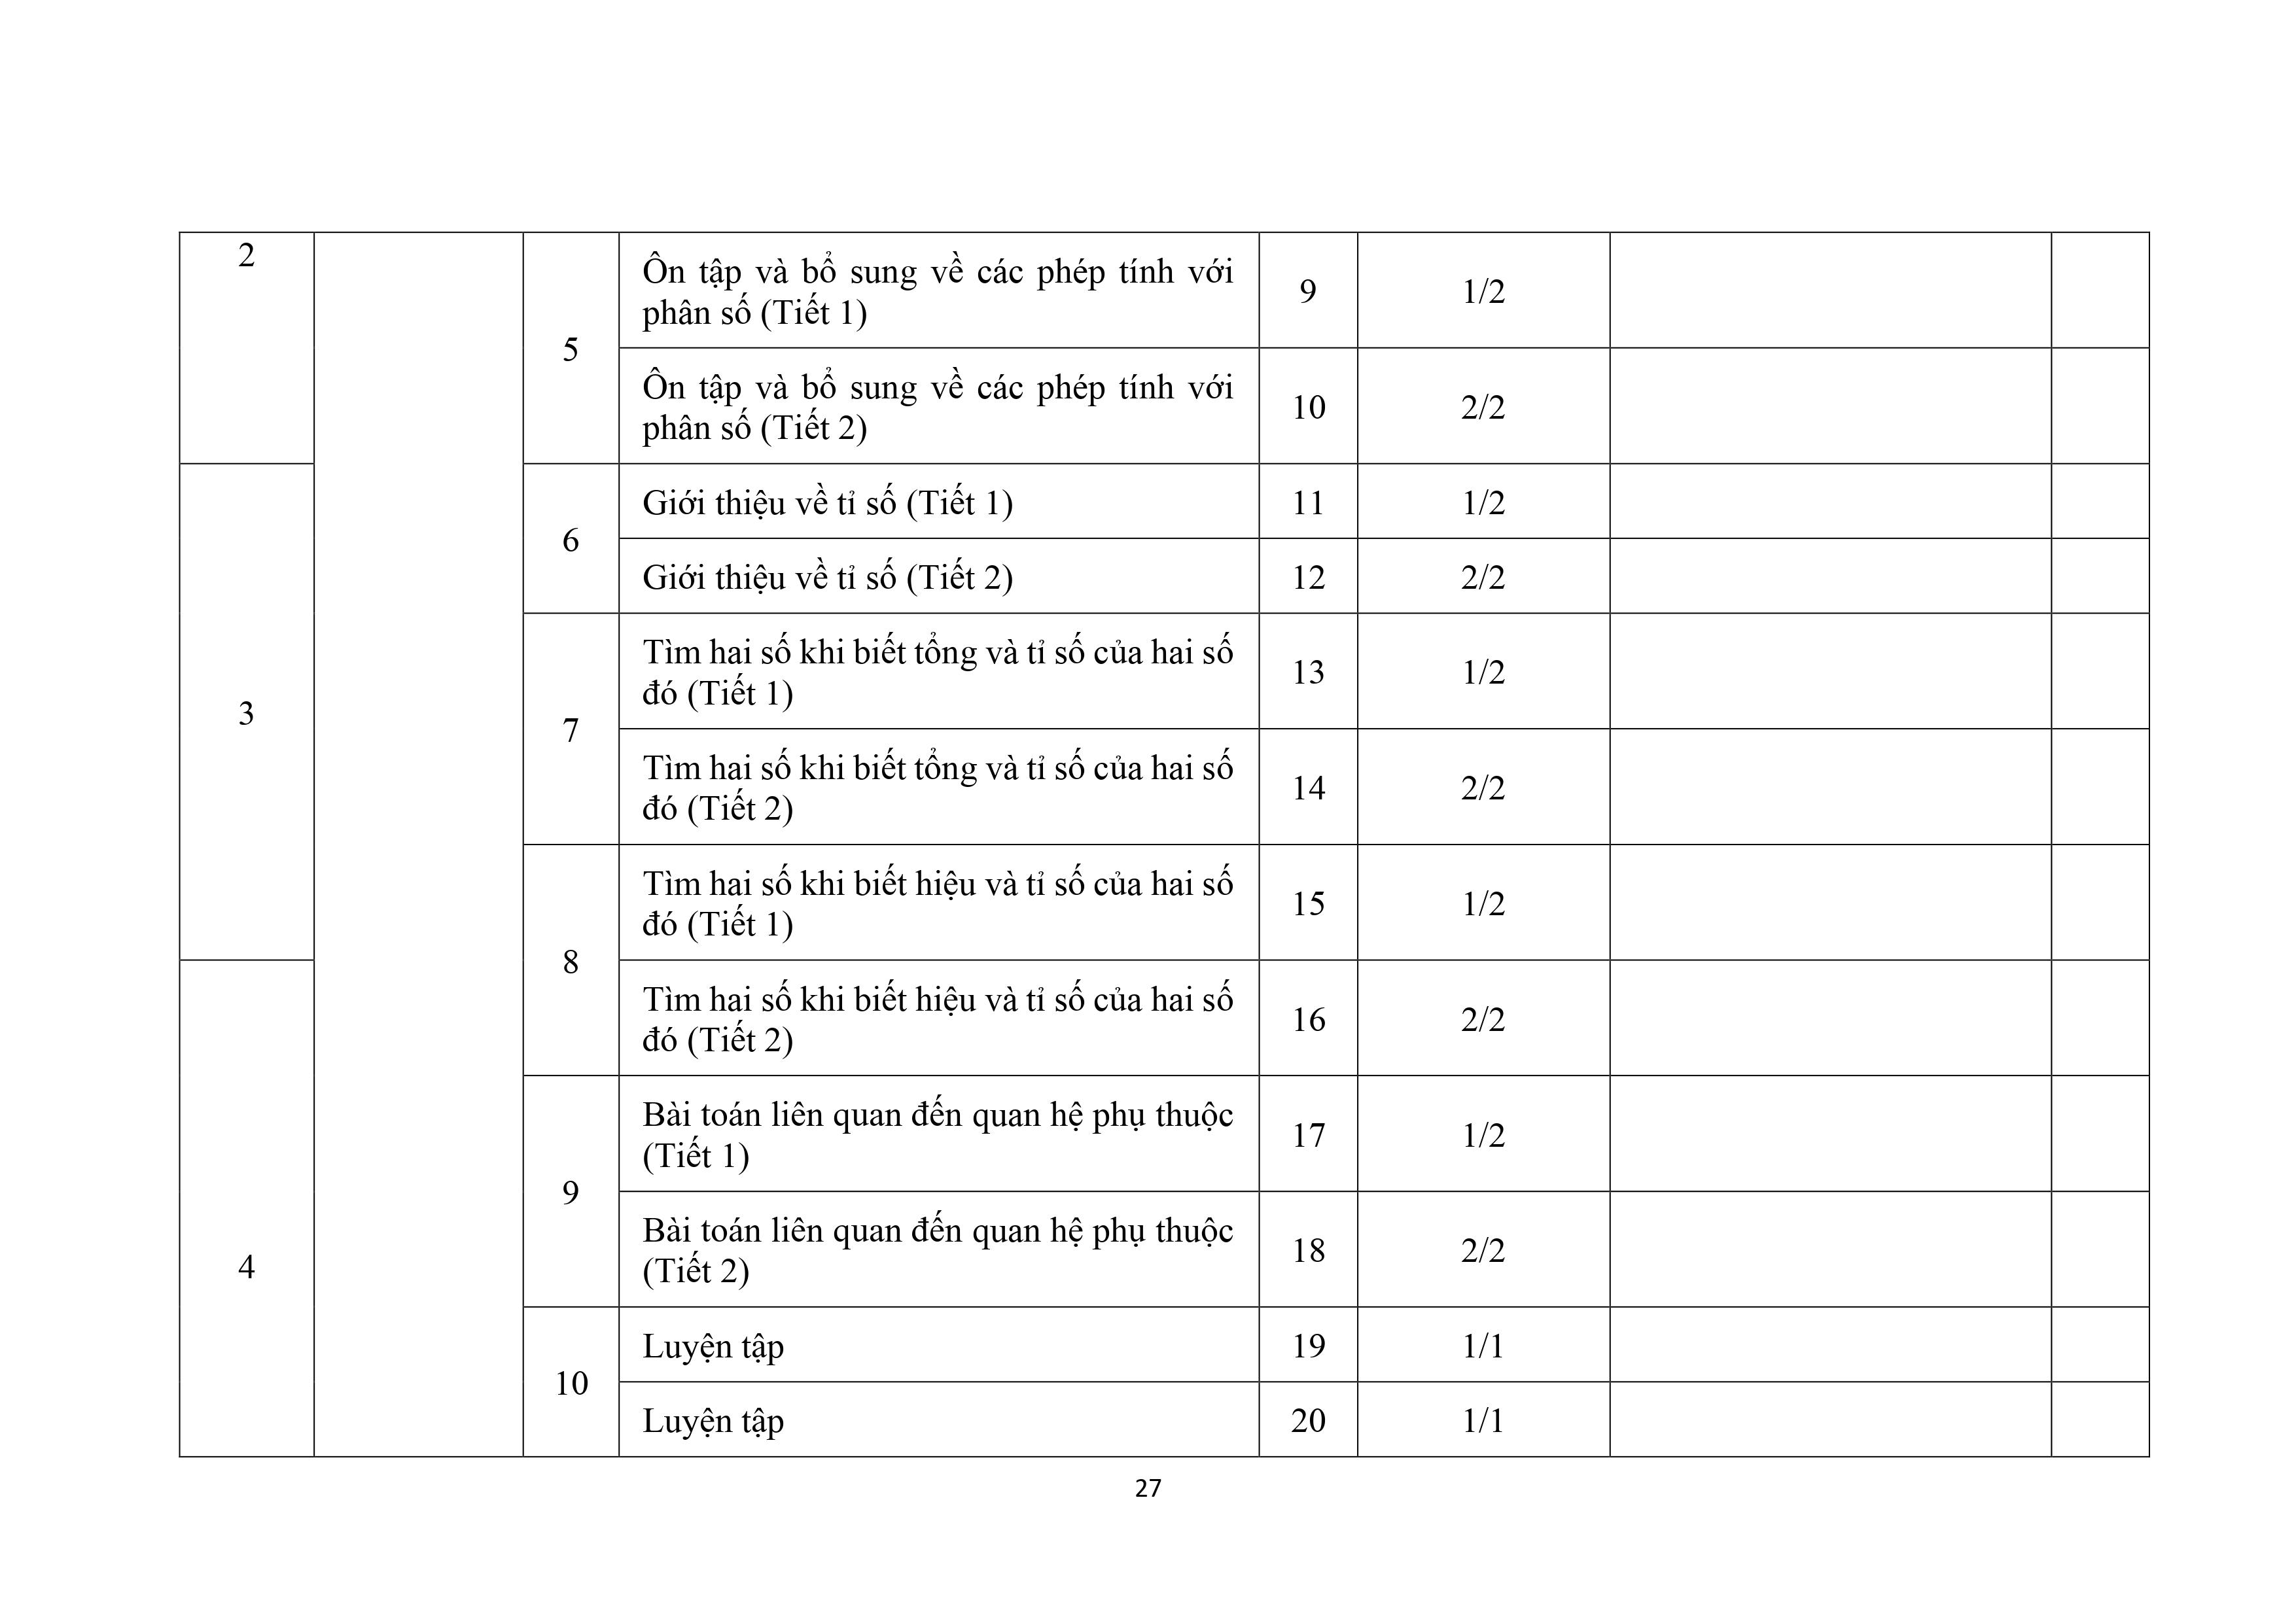 2
5
Ôn tập và bổ sung về các phép tính với
phân số (Tiết 1)
9
1/2
Ôn tập và bổ sung về các phép tính với
phân số (Tiết 2)
10
2/2
3
6
Giới thiệu về tỉ số (Tiết 1)
11
1/2
Giới thiệu về tỉ số (Tiết 2)
12
2/2
7
Tìm hai số khi biết tổng và tỉ số của hai số
đó (Tiết 1)
13
1/2
Tìm hai số khi biết tổng và tỉ số của hai số
đó (Tiết 2)
14
2/2
8
Tìm hai số khi biết hiệu và tỉ số của hai số
đó (Tiết 1)
15
1/2
4
Tìm hai số khi biết hiệu và tỉ số của hai số
đó (Tiết 2)
16
2/2
9
Bài toán liên quan đến quan hệ phụ thuộc
(Tiết 1)
17
1/2
Bài toán liên quan đến quan hệ phụ thuộc
(Tiết 2)
18
2/2
10
Luyện tập
19
1/1
Luyện tập
20
1/1
27